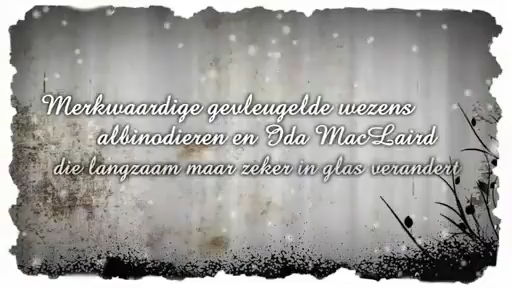 Merkwaardige gevleugelde wezens
albinodieren en Ida MacLaird
die langzaam maar zeker in glas verandert